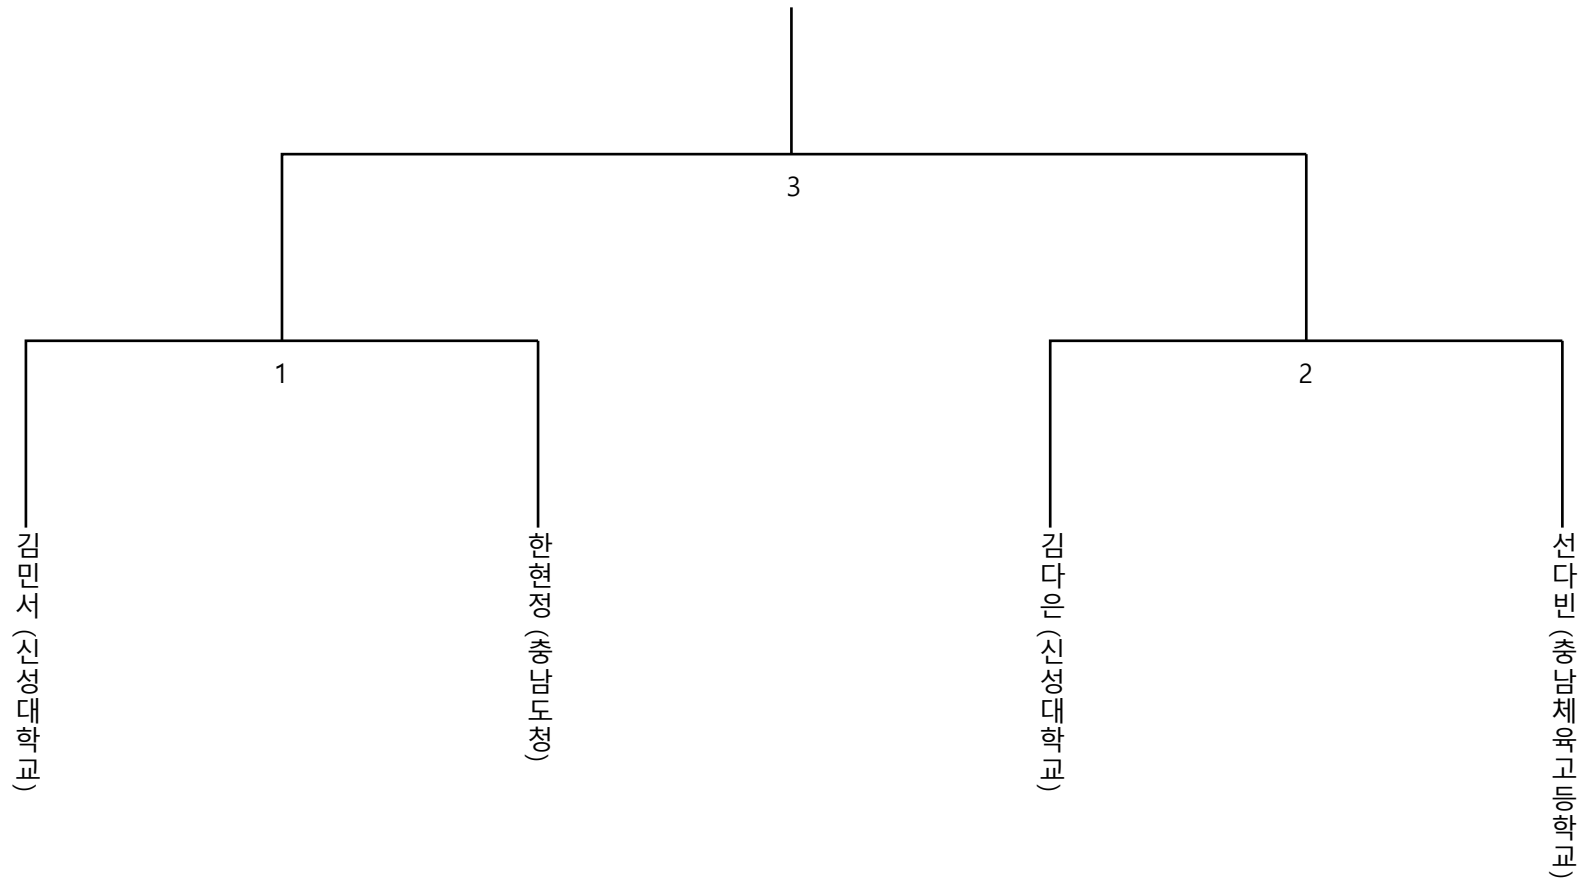 3
1
2
김민서 (신성대학교)
한현정 (충남도청)
김다은 (신성대학교)
선다빈 (충남체육고등학교)